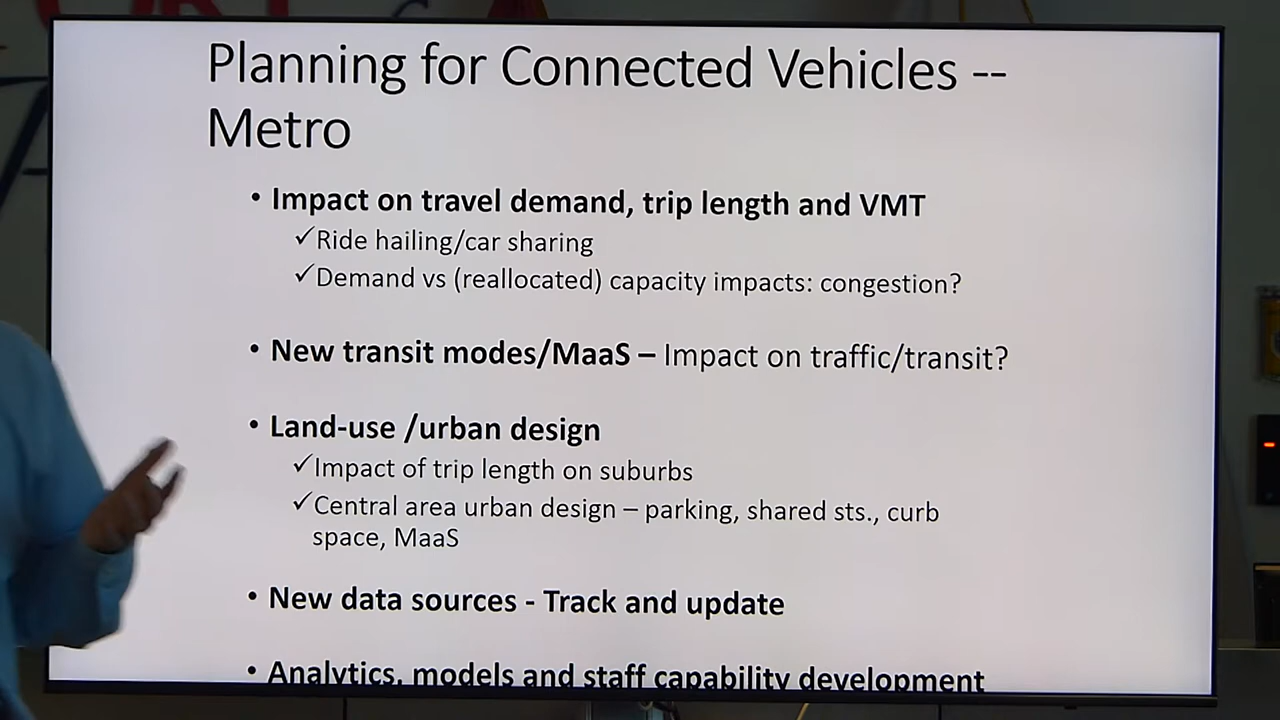 Planning for Connected Vehicles --
Metro
• Impact on travel demand, trip length and VMT
✓Ride hailing/car sharing
✓Demand vs (reallocated) capacity impacts: congestion?
• New transit modes/MaaS – Impact on traffic/transit?
• Land-use /urban design
✓Impact of trip length on suburbs
✓Central area urban design – parking, shared sts., curb
space, MaaS
• New data sources - Track and update
• Analytics, models and staff capability development